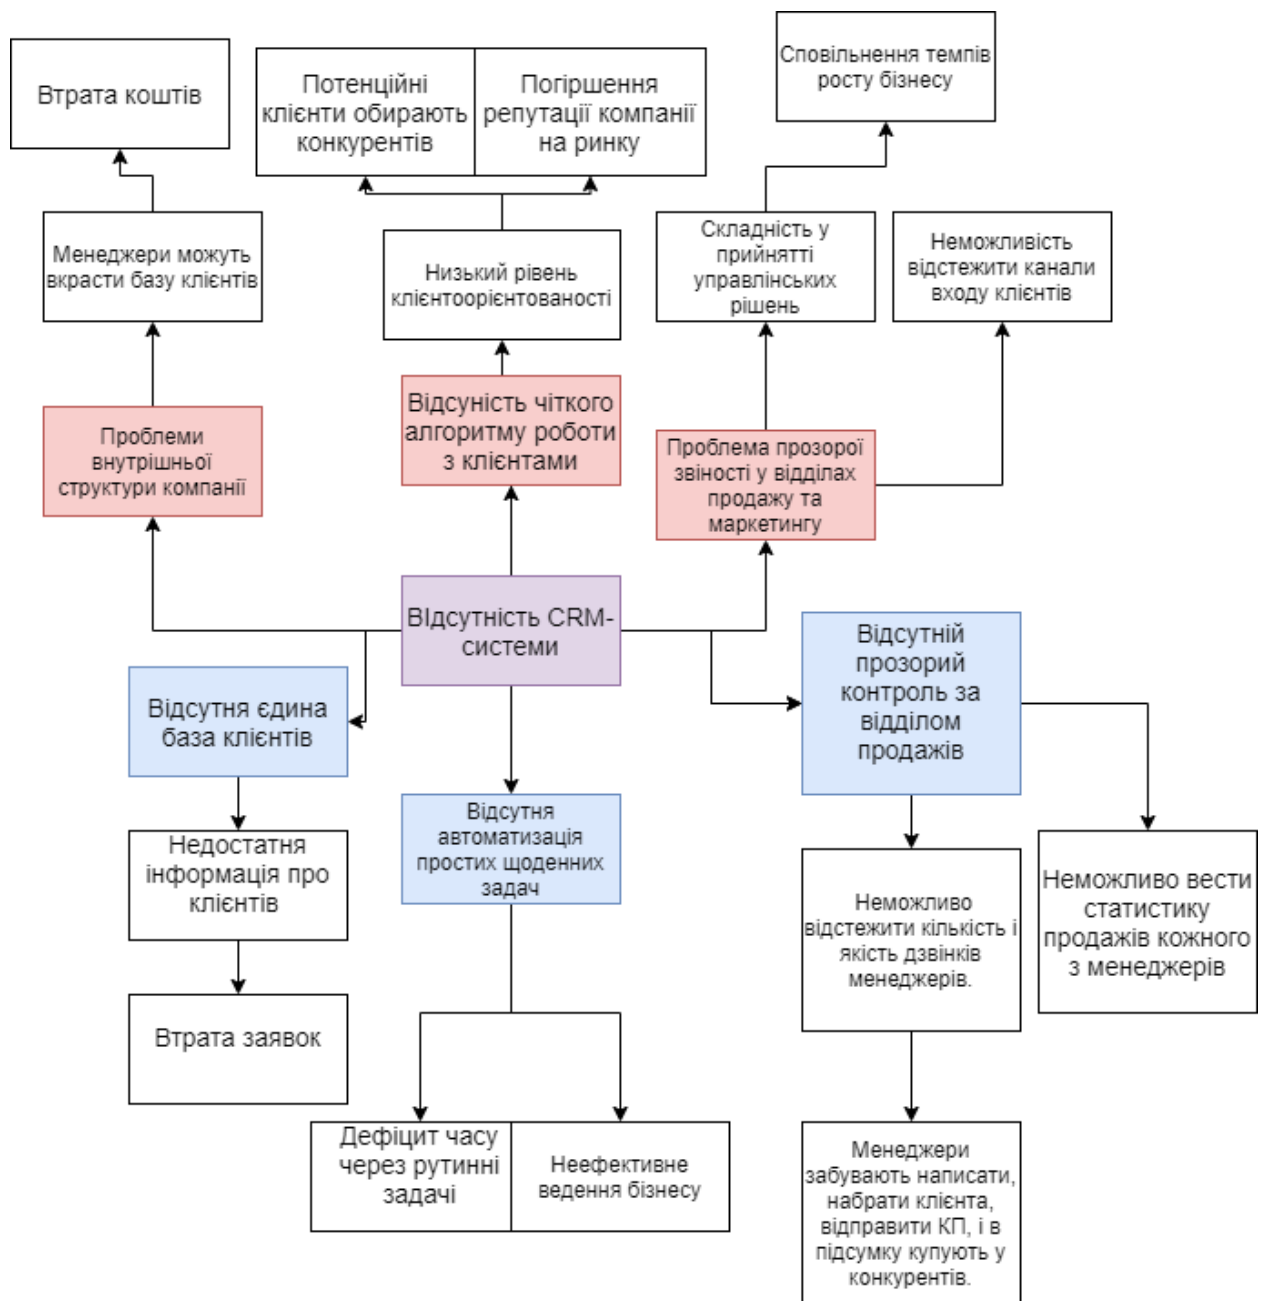 Втрата коштів
Потенційні
клієнти обирають
конкурентів
Погіршення
репутації компанії
на ринку
Сповільнення темпів
росту бізнесу
Менеджери можуть
вкрасти базу клієнтів
Низький рівень
клієнтоорієнтованості
Складність у
прийнятті
управлінських
рішень
Неможливість
відстежити канали
входу клієнтів
Проблеми
внутрішньої
структури компанії
Відсуність чіткого
алгоритму роботи
з клієнтами
Проблема прозорої
звіності у відділах
продажу та
маркетингу
ВІдсутність CRM-
системи
Відсутня єдина
база клієнтів
Відсутній
прозорий
контроль за
відділом
продажів
Недостатня
інформація про
клієнтів
Відсутня
автоматизація
простих щоденних
задач
Неможливо
відстежити кількість і
якість дзвінків
менеджерів.
Неможливо вести
статистику
продажів кожного
з менеджерів
Втрата заявок
Дефіцит часу
через рутинні
задачі
Неефективне
ведення бізнесу
Менеджери
забувають написати,
набрати клієнта,
відправити КП, і в
підсумку купують у
конкурентів.